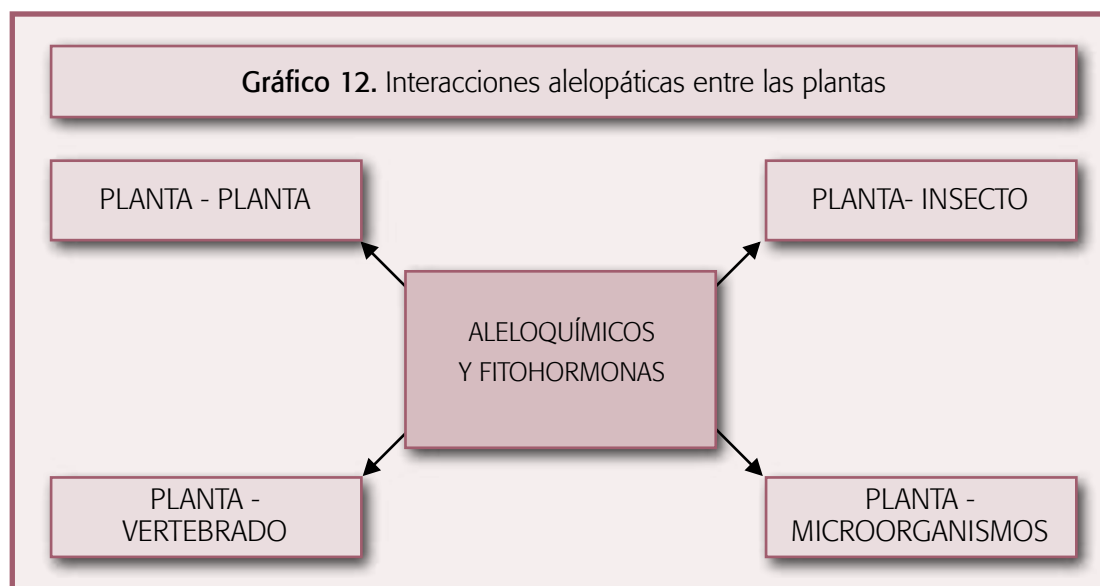 Gráfico 12. Interacciones alelopáticas entre las plantas
PLANTA - PLANTA
PLANTA- INSECTO
ALELOQUÍMICOS
Y FITOHORMONAS
PLANTA -
VERTEBRADO
PLANTA -
MICROORGANISMOS